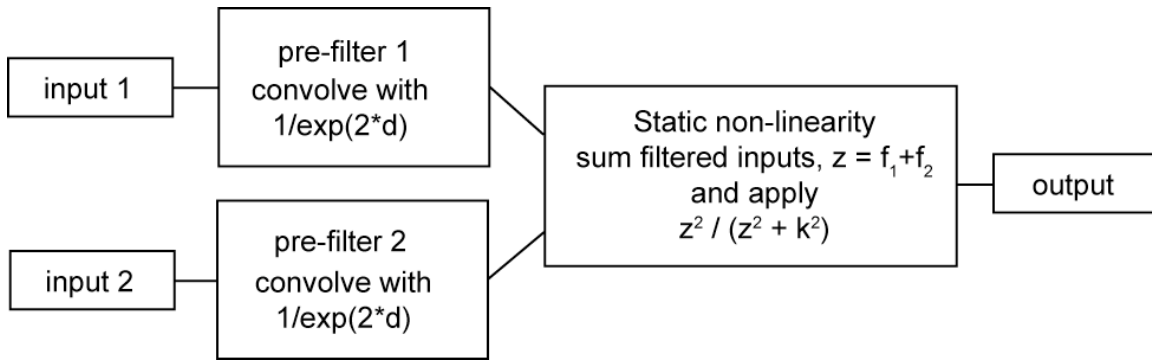 input 1
pre-filter 1
convolve with
1/exp(2*d)
input 2
pre-filter 2
convolve with
1/exp(2*d)
Static non-linearity
sum filtered inputs, z = f₁+f₂
and apply
z² / (z² + k²)
output